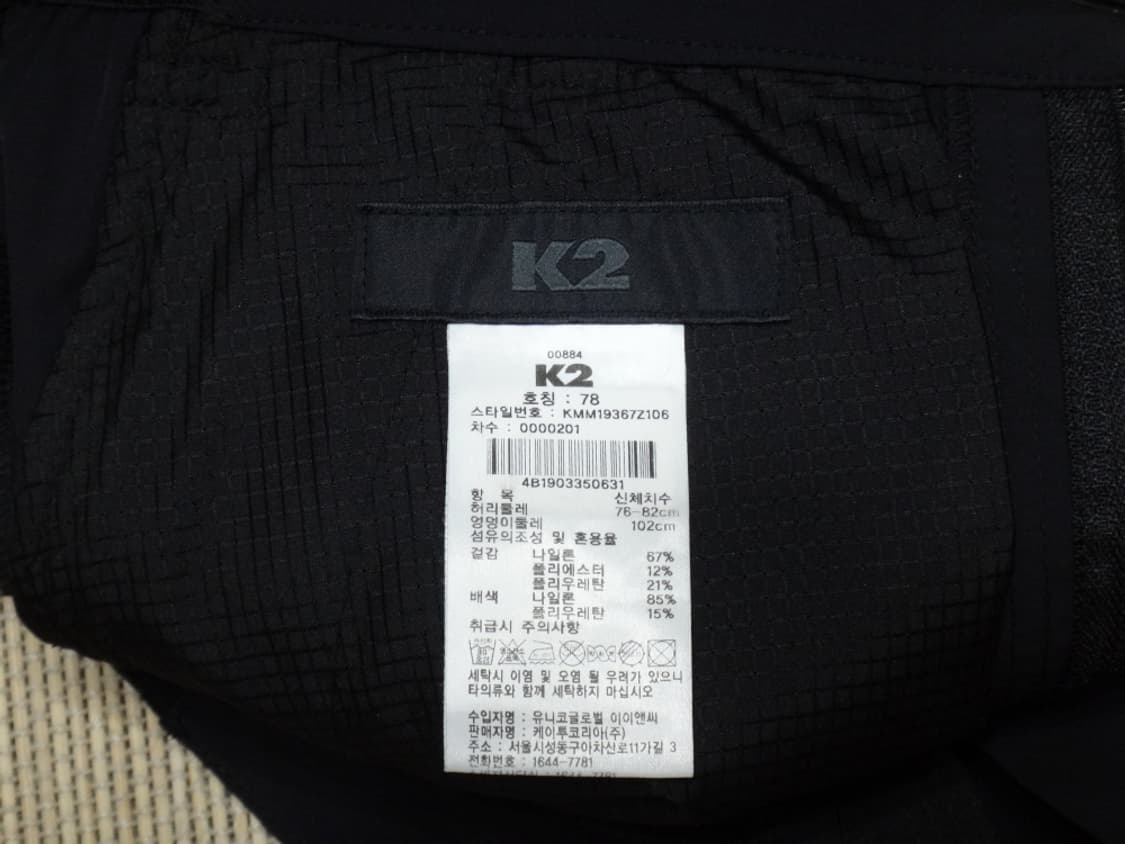 K2
00884
K2
호칭 : 78
스타일번호 : KMM19367Z106
차수 : 0000201
4B1903350631
항 목 신체치수
허리둘레 76-82cm
엉덩이둘레 102cm
섬유의조성 및 혼용율
겉감 나일론 67%
폴리에스터 12%
폴리우레탄 21%
배색 나일론 85%
폴리우레탄 15%
취급시 주의사항
세탁시 이염 및 오염 될 우려가 있으니
타의류와 함께 세탁하지 마십시오
수입자명 : 유니코글로벌 이이앤씨
판매자명 : 케이투코리아(주)
주소 : 서울시성동구아차산로11가길 3
전화번호 : 1644-7781
1644-7781